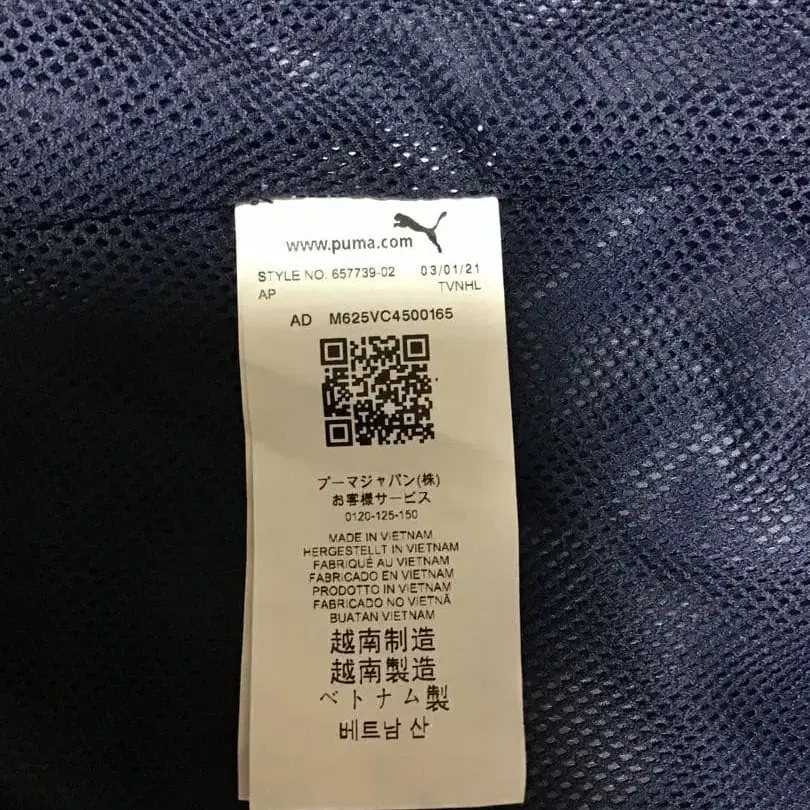 www.puma.com
STYLE NO. 657739-02 03/01/21
AP TVNHL
AD M625VC4500165
プーマジャパン(株)
お客様サービス
0120-125-150
MADE IN VIETNAM
HERGESTELLT IN VIETNAM
FABRIQUÉ AU VIETNAM
FABRICADO EN VIETNAM
PRODOTTO IN VIETNAM
FABRICADO NO VIETNÃ
BUATAN VIETNAM
越南制造
越南製造
ベトナム製
베트남 산